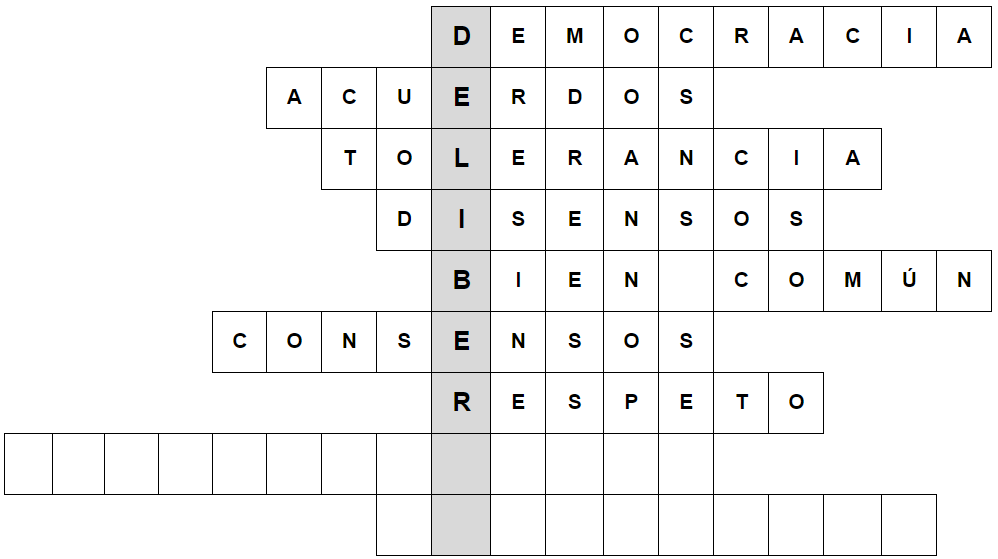 DEMOCRACIA
ACUERDOS
TOLERANCIA
DISENSOS
BIEN COMÚN
CONSENSOS
RESPETO